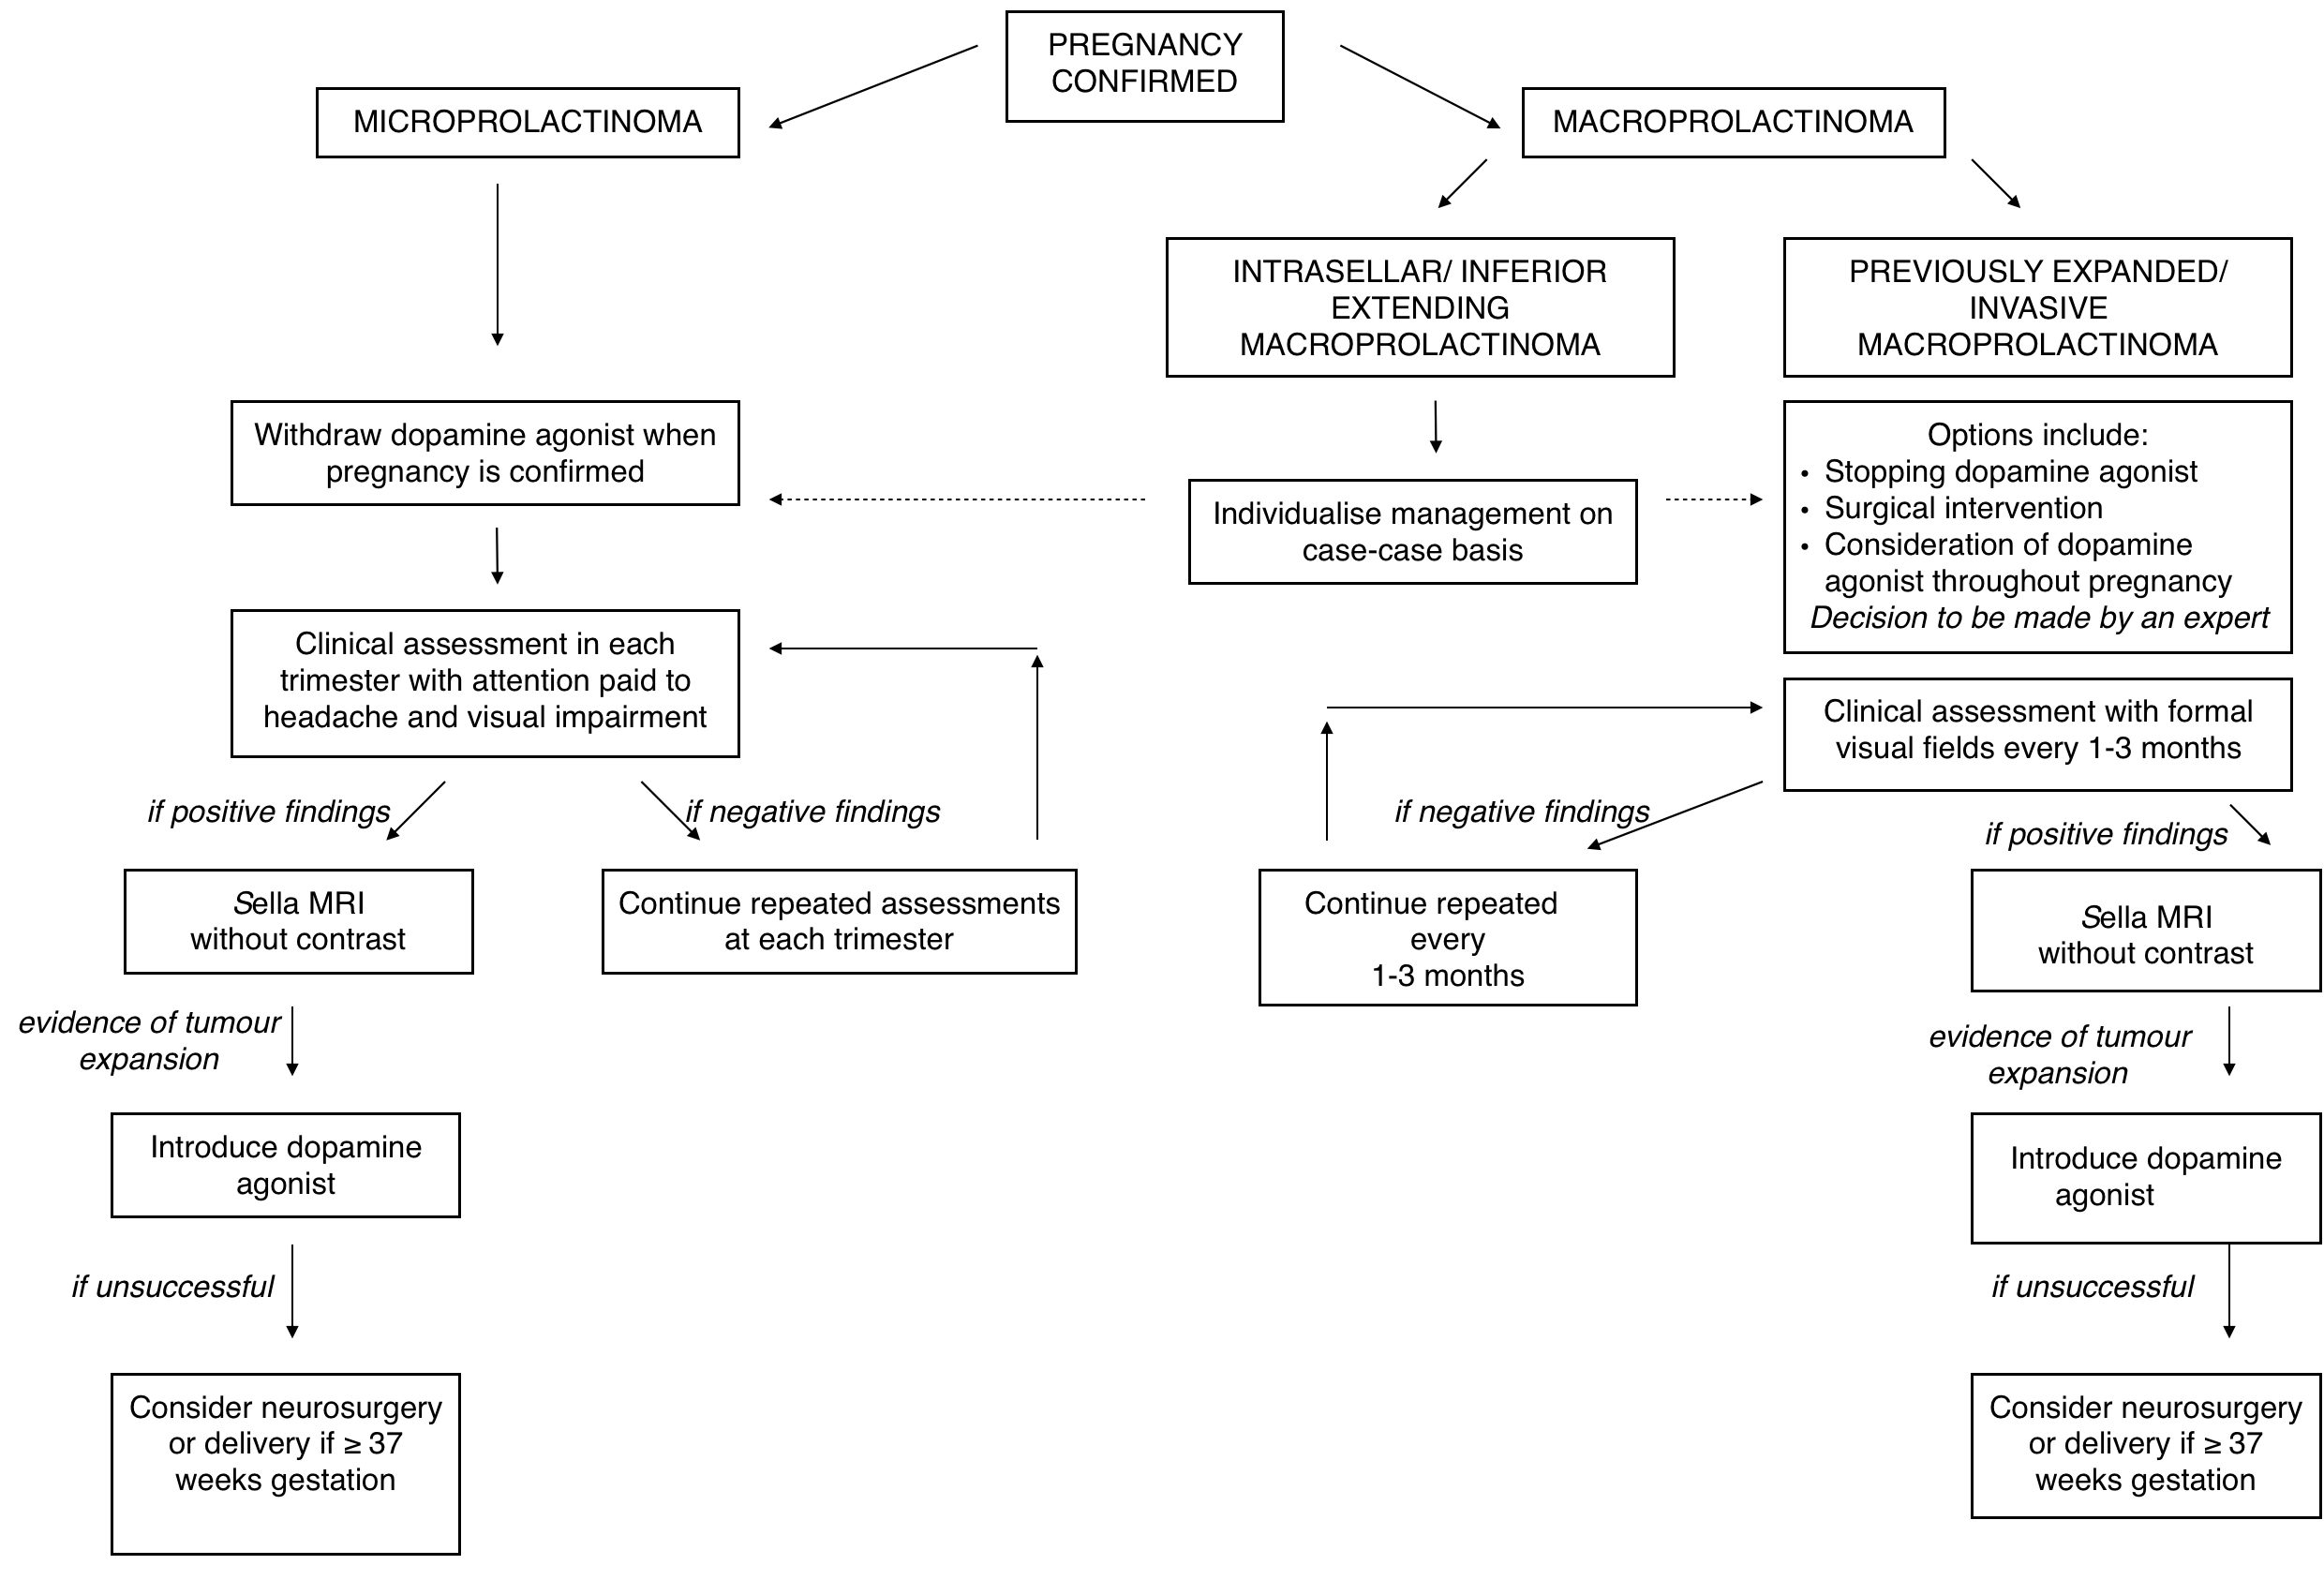 PREGNANCY
CONFIRMED
MICROPROLACTINOMA
MACROPROLACTINOMA
INTRASELLAR/ INFERIOR
EXTENDING
MACROPROLACTINOMA
PREVIOUSLY EXPANDED/
INVASIVE
MACROPROLACTINOMA
Withdraw dopamine agonist when
pregnancy is confirmed
Individualise management on
case-case basis
Options include:
• Stopping dopamine agonist
• Surgical intervention
• Consideration of dopamine
agonist throughout pregnancy
Decision to be made by an expert
Clinical assessment in each
trimester with attention paid to
headache and visual impairment
Clinical assessment with formal
visual fields every 1-3 months
if positive findings
if negative findings
if negative findings
if positive findings
Sella MRI
without contrast
Continue repeated assessments
at each trimester
Continue repeated
every
1-3 months
Sella MRI
without contrast
evidence of tumour
expansion
evidence of tumour
expansion
Introduce dopamine
agonist
Introduce dopamine
agonist
if unsuccessful
if unsuccessful
Consider neurosurgery
or delivery if ≥ 37
weeks gestation
Consider neurosurgery
or delivery if ≥ 37
weeks gestation